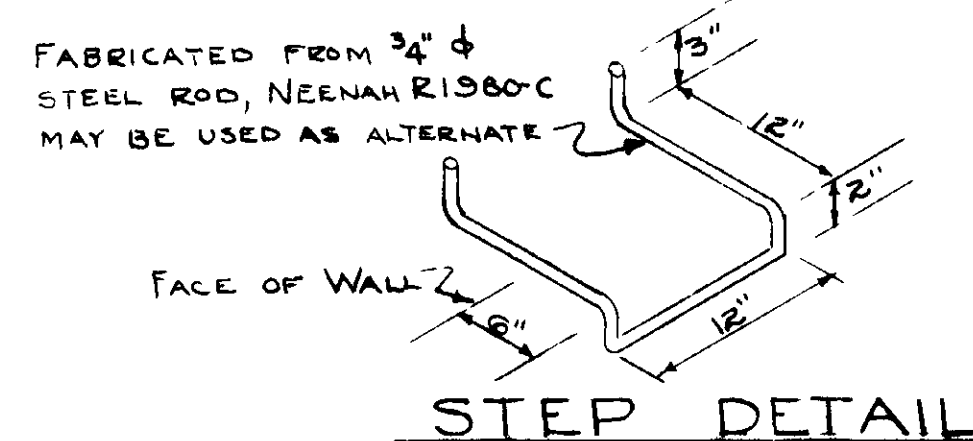 FABRICATED FROM 3/4" ϕ
STEEL ROD, NEENAH R1980-C
MAY BE USED AS ALTERNATE
3"
12"
2"
FACE OF WALL
6"
12"
STEP DETAIL